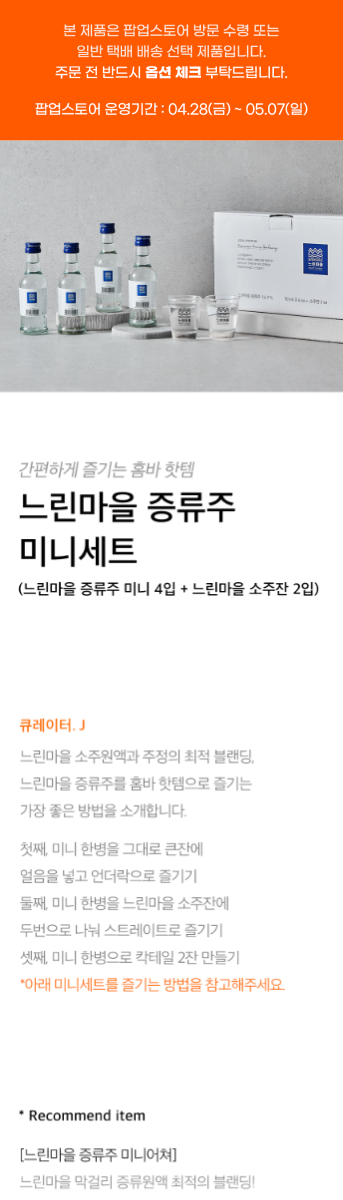 본 제품은 팝업스토어 방문 수령 또는
일반 택배 배송 선택 제품입니다.
주문 전 반드시 옵션 체크 부탁드립니다.
팝업스토어 운영기간 : 04.28(금) ~ 05.07(일)
느린마을
간편하게 즐기는 홈바 핫템
느린마을 증류주
미니세트
(느린마을 증류주 미니 4입 + 느린마을 소주잔 2입)
큐레이터. J
느린마을 소주원액과 주정의 최적 블랜딩,
느린마을 증류주를 홈바 핫템으로 즐기는
가장 좋은 방법을 소개합니다.
첫째, 미니 한병을 그대로 큰잔에
얼음을 넣고 언더락으로 즐기기
둘째, 미니 한병을 느린마을 소주잔에
두번으로 나눠 스트레이트로 즐기기
셋째, 미니 한병으로 칵테일 2잔 만들기
*아래 미니세트를 즐기는 방법을 참고해주세요.
* Recommend item
[느린마을 증류주 미니어쳐]
느린마을 막걸리 증류원액 최적의 블랜딩!